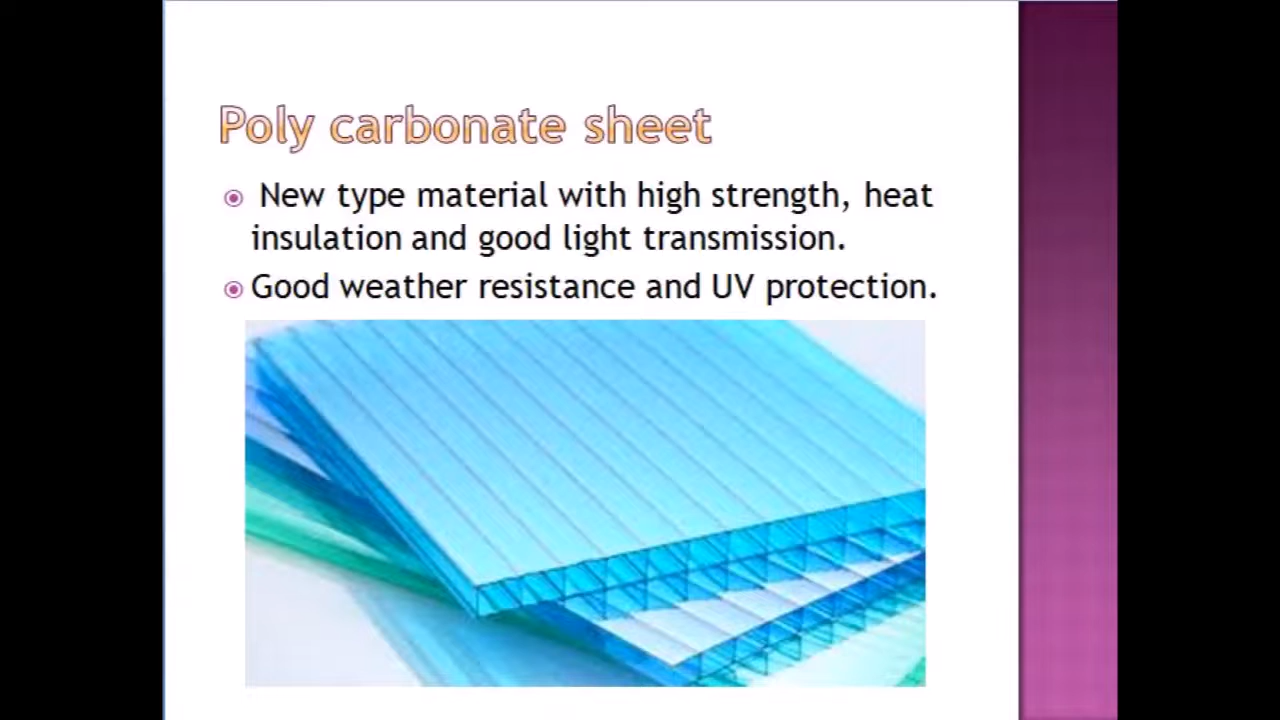 Poly carbonate sheet
New type material with high strength, heat
insulation and good light transmission.
Good weather resistance and UV protection.